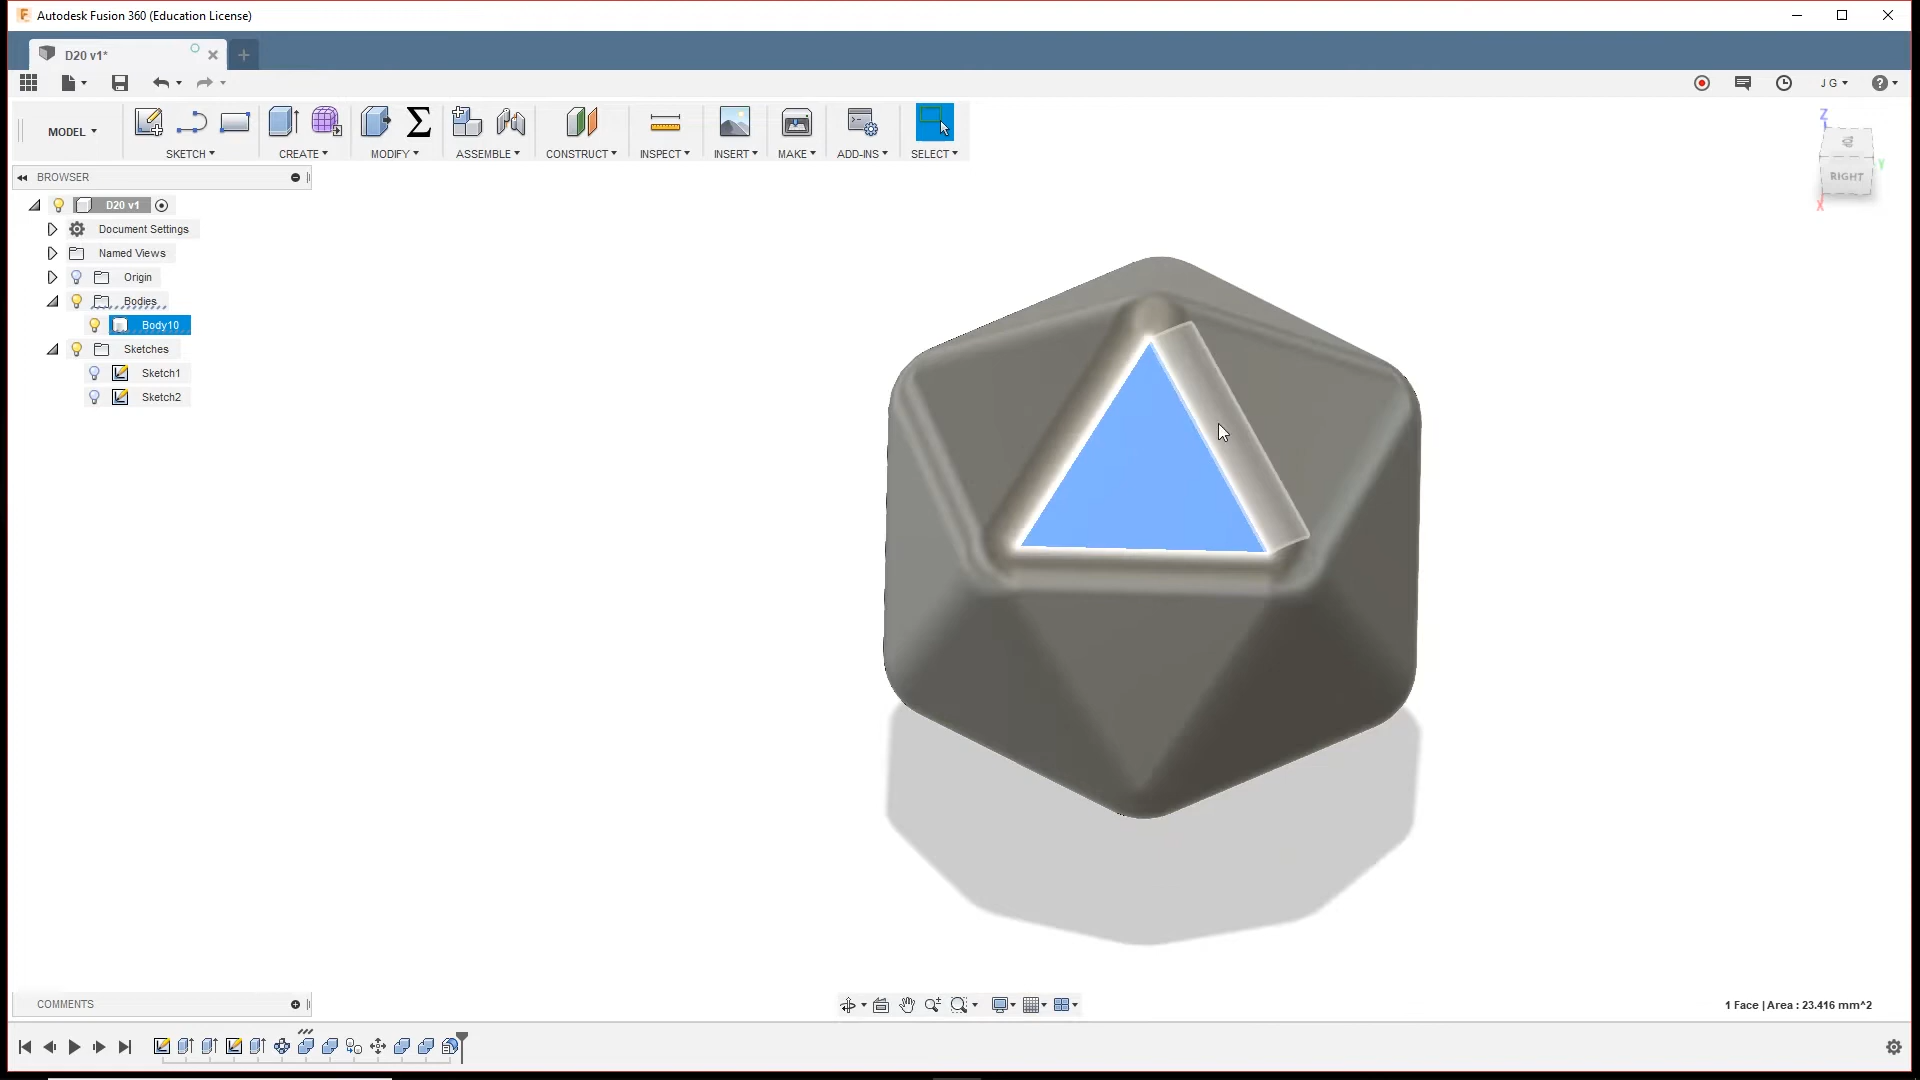 Autodesk Fusion 360 (Education License)
D20 v1*
J G
MODEL
SKETCH
CREATE
MODIFY
ASSEMBLE
CONSTRUCT
INSPECT
INSERT
MAKE
ADD-INS
SELECT
BROWSER
D20 v1
Document Settings
Named Views
Origin
Bodies
Body10
Sketches
Sketch1
Sketch2
Z
Y
RIGHT
X
COMMENTS
1 Face | Area : 23.416 mm^2